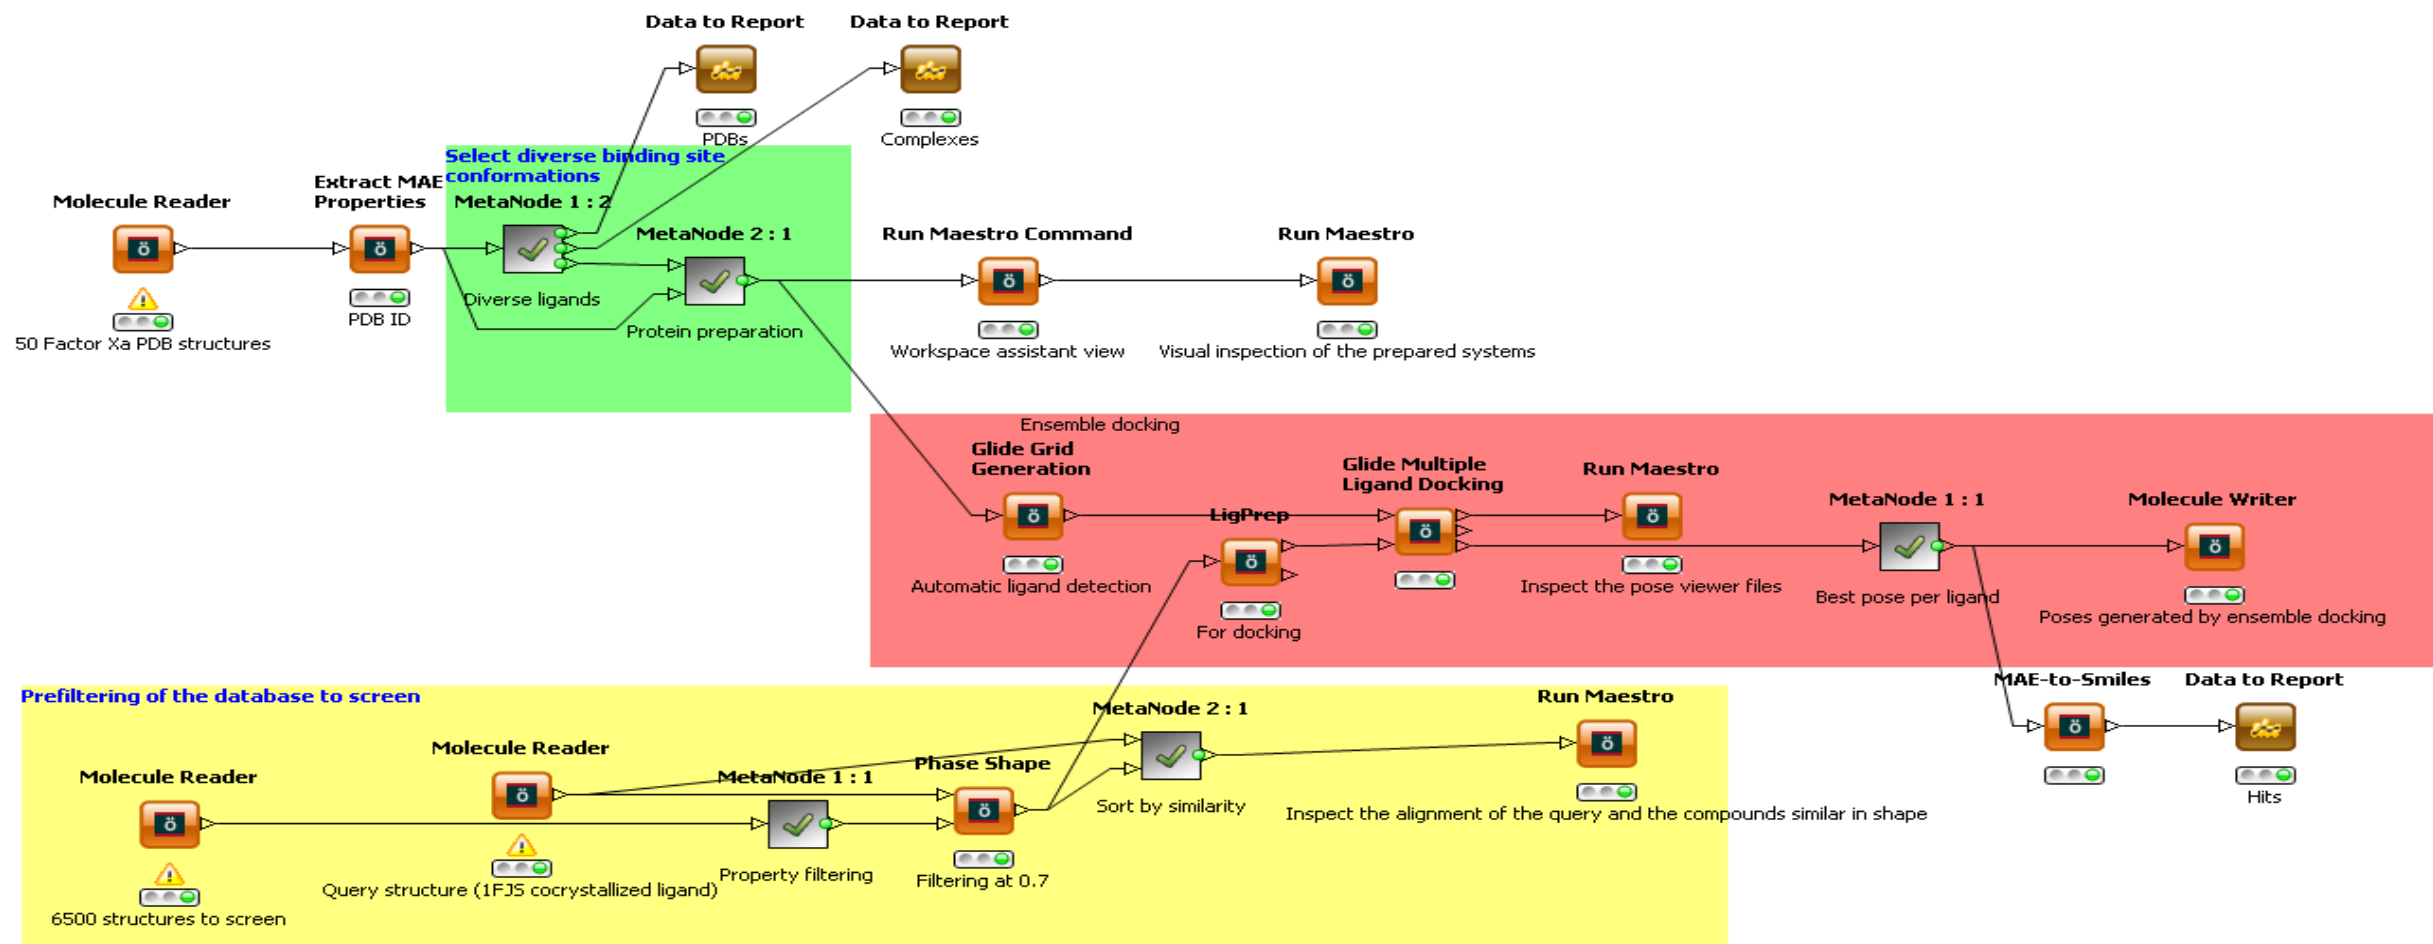 Data to Report
Data to Report
PDBs
Complexes
Select diverse binding site
conformations
Molecule Reader
Extract MAE
Properties
MetaNode 1 : 2
MetaNode 2 : 1
Run Maestro Command
Run Maestro
50 Factor Xa PDB structures
PDB ID
Diverse ligands
Protein preparation
Workspace assistant view
Visual inspection of the prepared systems
Ensemble docking
Glide Grid
Generation
LigPrep
Glide Multiple
Ligand Docking
Run Maestro
MetaNode 1 : 1
Molecule Writer
Automatic ligand detection
For docking
Inspect the pose viewer files
Best pose per ligand
Poses generated by ensemble docking
MAE-to-Smiles
Data to Report
Hits
Prefiltering of the database to screen
Molecule Reader
Molecule Reader
MetaNode 1 : 1
Phase Shape
MetaNode 2 : 1
Run Maestro
6500 structures to screen
Query structure (1FJS cocrystallized ligand)
Property filtering
Filtering at 0.7
Sort by similarity
Inspect the alignment of the query and the compounds similar in shape